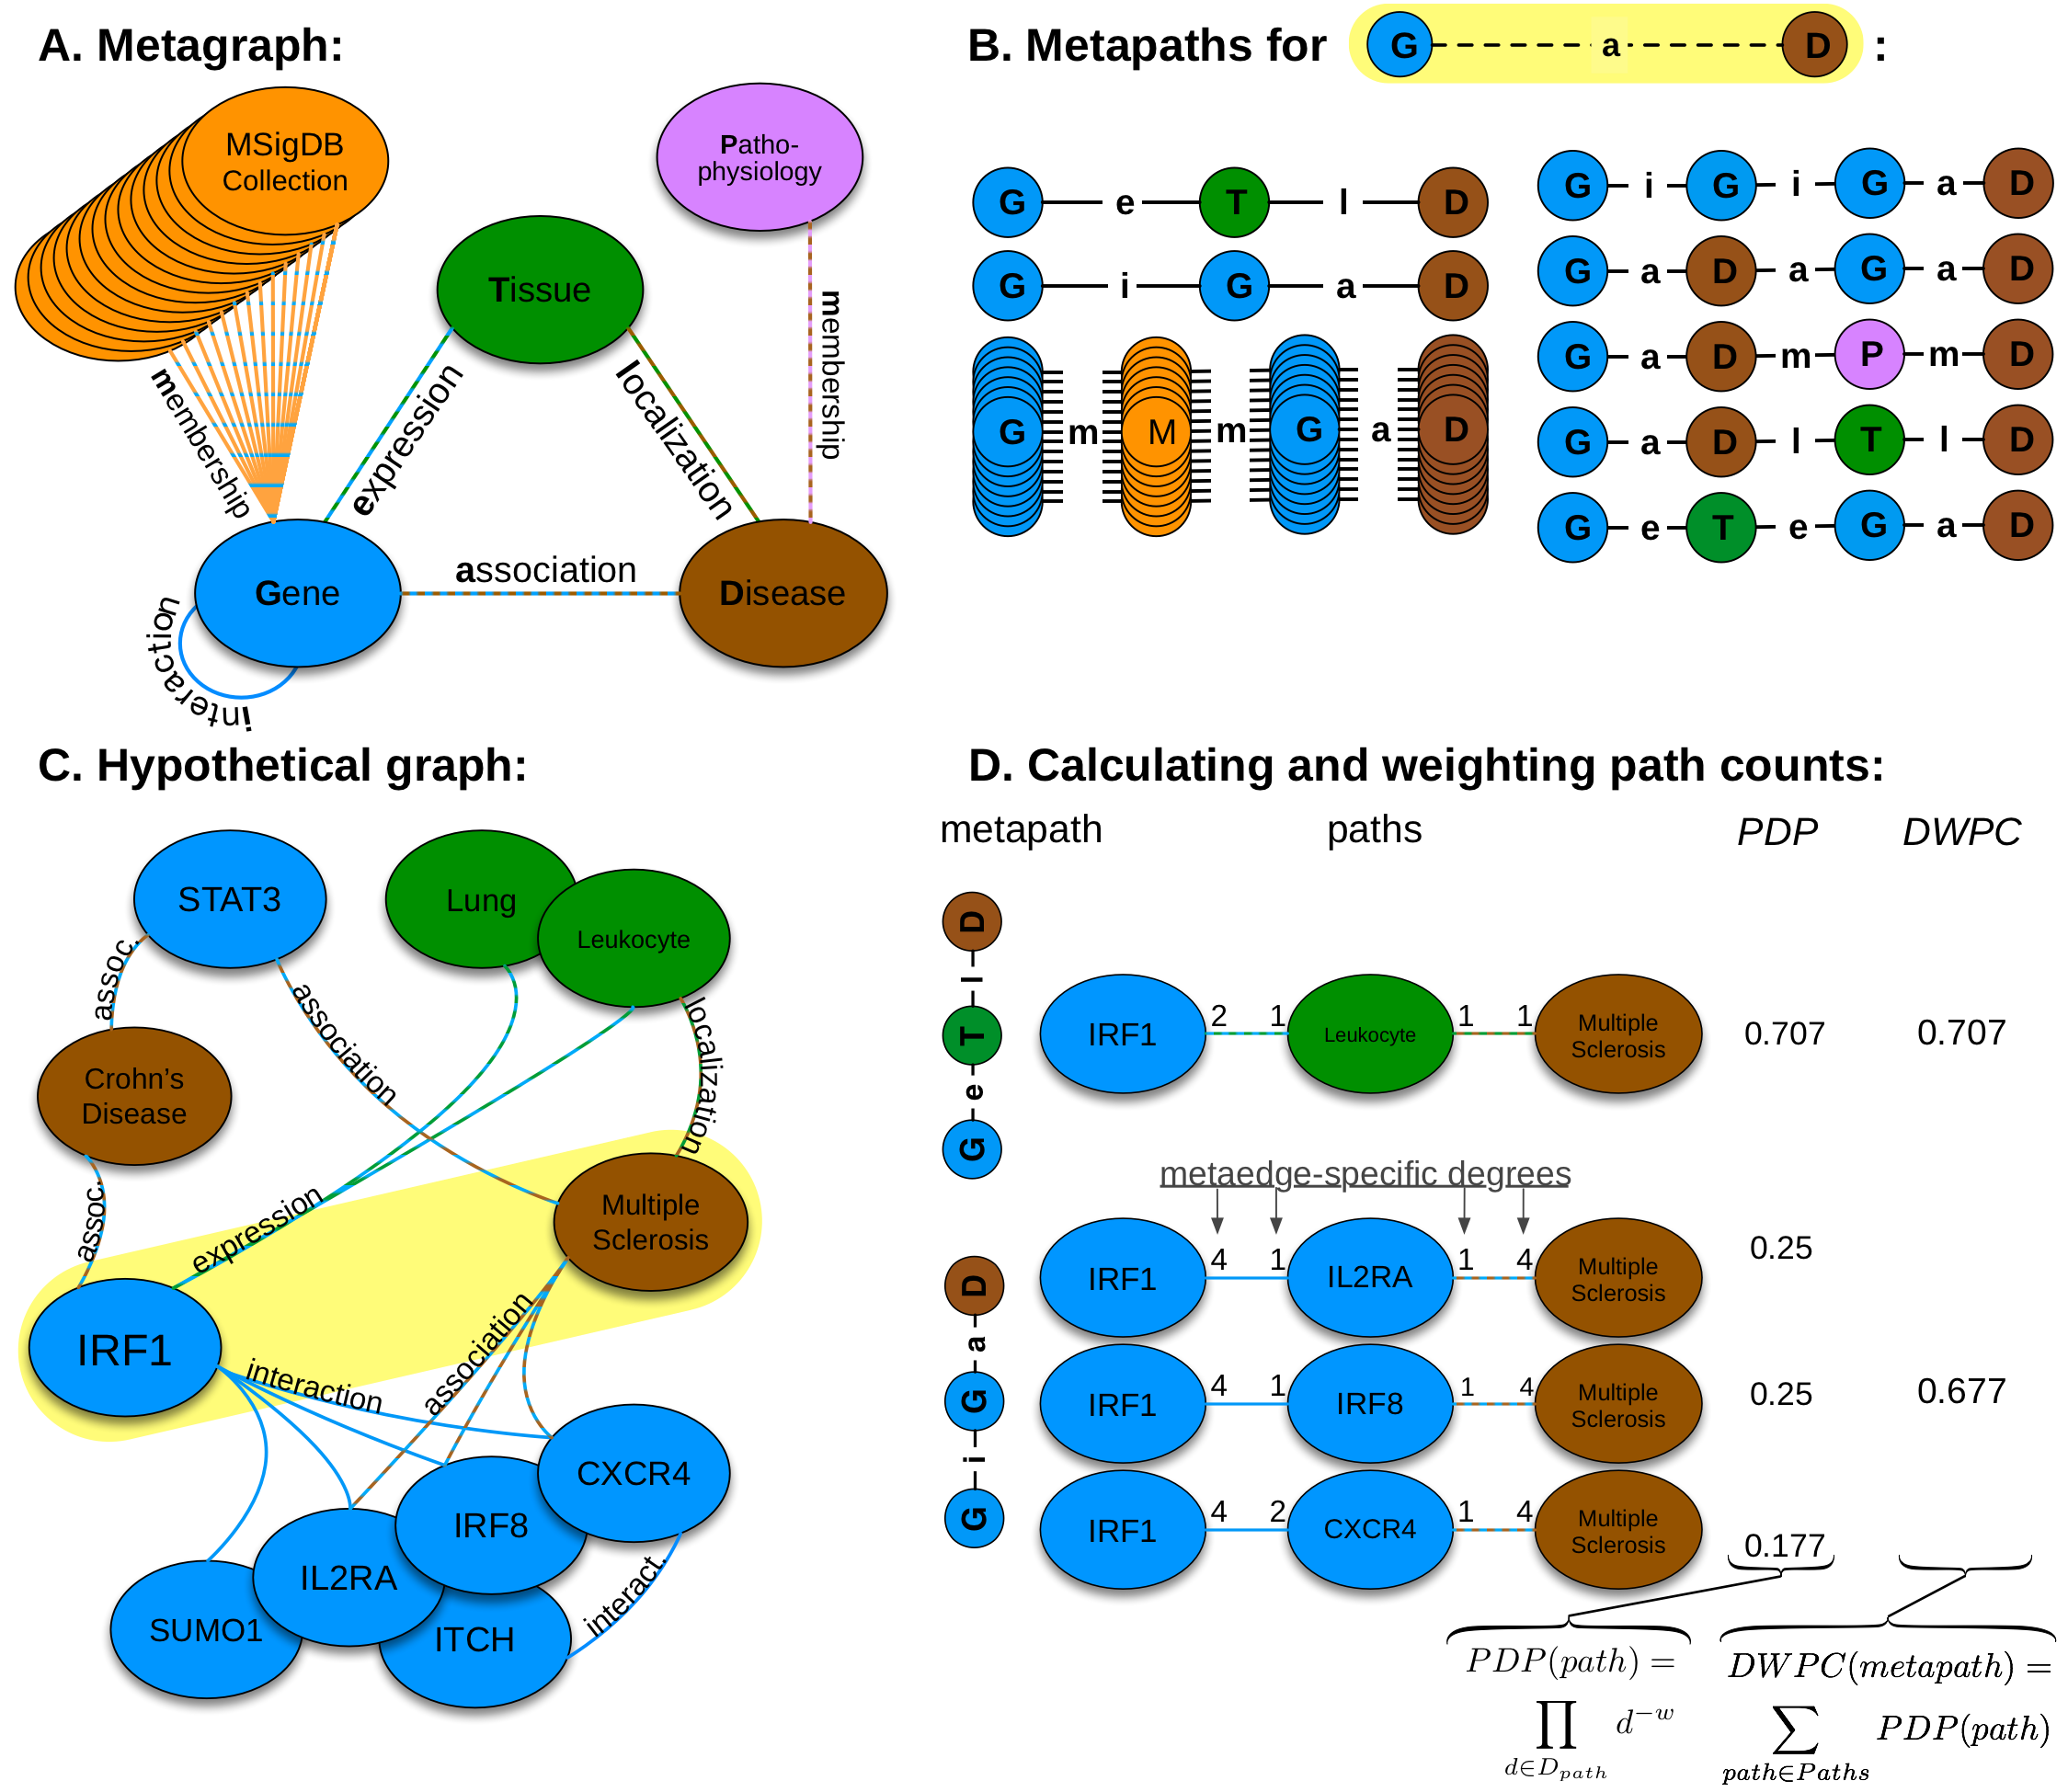 A. Metagraph:
MSigDB
Collection
Patho-
physiology
Tissue
membership
expression
localization
membership
Gene
association
Disease
interaction
B. Metapaths for G a D :
G e T l D
G i G a D
G m M m G a D
G i G i G a D
G a D a G a D
G a D m P m D
G a D l T l D
G e T e G a D
C. Hypothetical graph:
STAT3
Lung
Leukocyte
assoc.
association
localization
Crohn's
Disease
assoc.
expression
Multiple
Sclerosis
IRF1
interaction
association
CXCR4
IRF8
IL2RA
SUMO1
ITCH
interact.
D. Calculating and weighting path counts:
metapath paths PDP DWPC
G e T l D
IRF1 2 1 Leukocyte 1 1 Multiple
Sclerosis
0.707 0.707
metaedge-specific degrees
G i G a D
IRF1 4 1 IL2RA 1 4 Multiple
Sclerosis
0.25
IRF1 4 1 IRF8 1 4 Multiple
Sclerosis
0.25 0.677
IRF1 4 2 CXCR4 1 4 Multiple
Sclerosis
0.177
PDP(path) =
∏ d^{-w}
d∈D_{path}
DWPC(metapath) =
∑ PDP(path)
path∈Paths